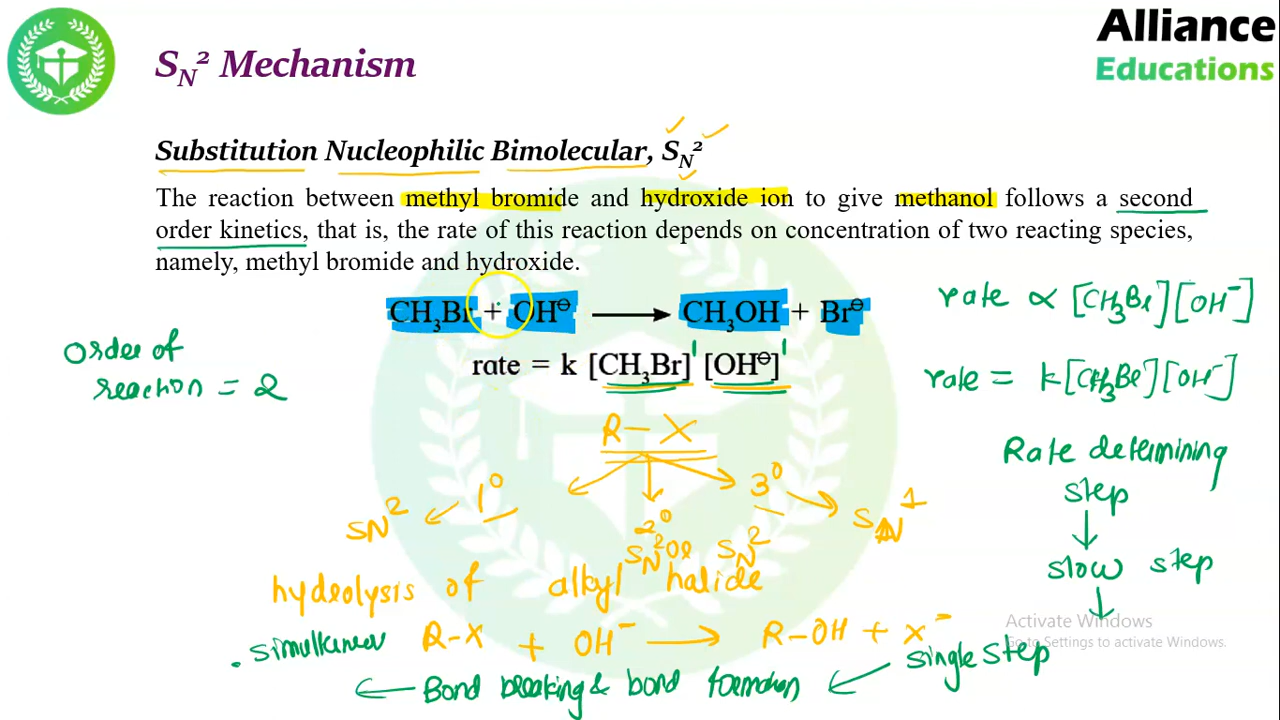 Alliance
Educations
S_N² Mechanism
Substitution Nucleophilic Bimolecular, S_N²
The reaction between methyl bromide and hydroxide ion to give methanol follows a second
order kinetics, that is, the rate of this reaction depends on concentration of two reacting species,
namely, methyl bromide and hydroxide.
CH₃Br + OH⊖ ⟶ CH₃OH + Br⊖
rate = k [CH₃Br]¹ [OH⊖]¹
rate ∝ [CH₃Br][OH⁻]
rate = k[CH₃Br][OH⁻]
Order of
reaction = 2
R – X
1° 2° 3°
SN² SN² or SN² SN¹
hydrolysis of alkyl halide
R-X + OH⁻ ⟶ R-OH + X⁻
Rate determining
step
↓
slow step
↓
single step
← Bond breaking & bond formation ←
Activate Windows
Go to Settings to activate Windows.